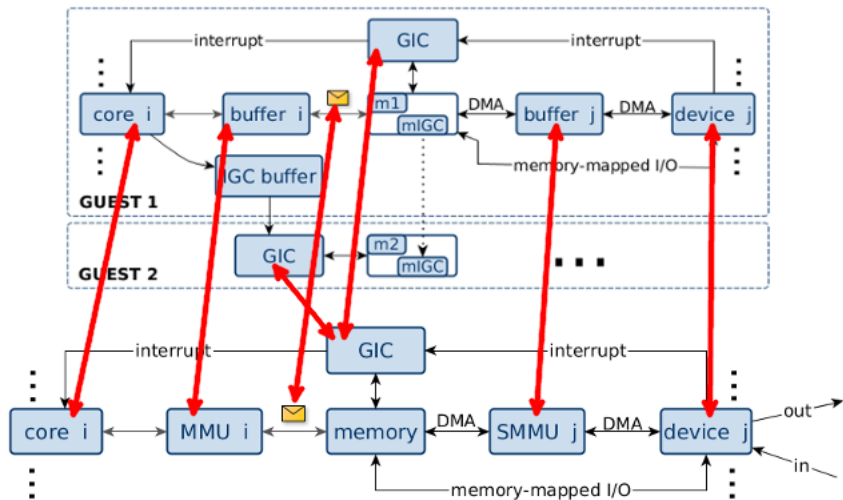 GIC
interrupt
interrupt
core i
buffer i
m1
mIGC
DMA
buffer j
DMA
device j
memory-mapped I/O
IGC buffer
GUEST 1
GIC
m2
mIGC
GUEST 2
GIC
interrupt
interrupt
core i
MMU i
memory
DMA
SMMU j
DMA
device j
out
in
memory-mapped I/O